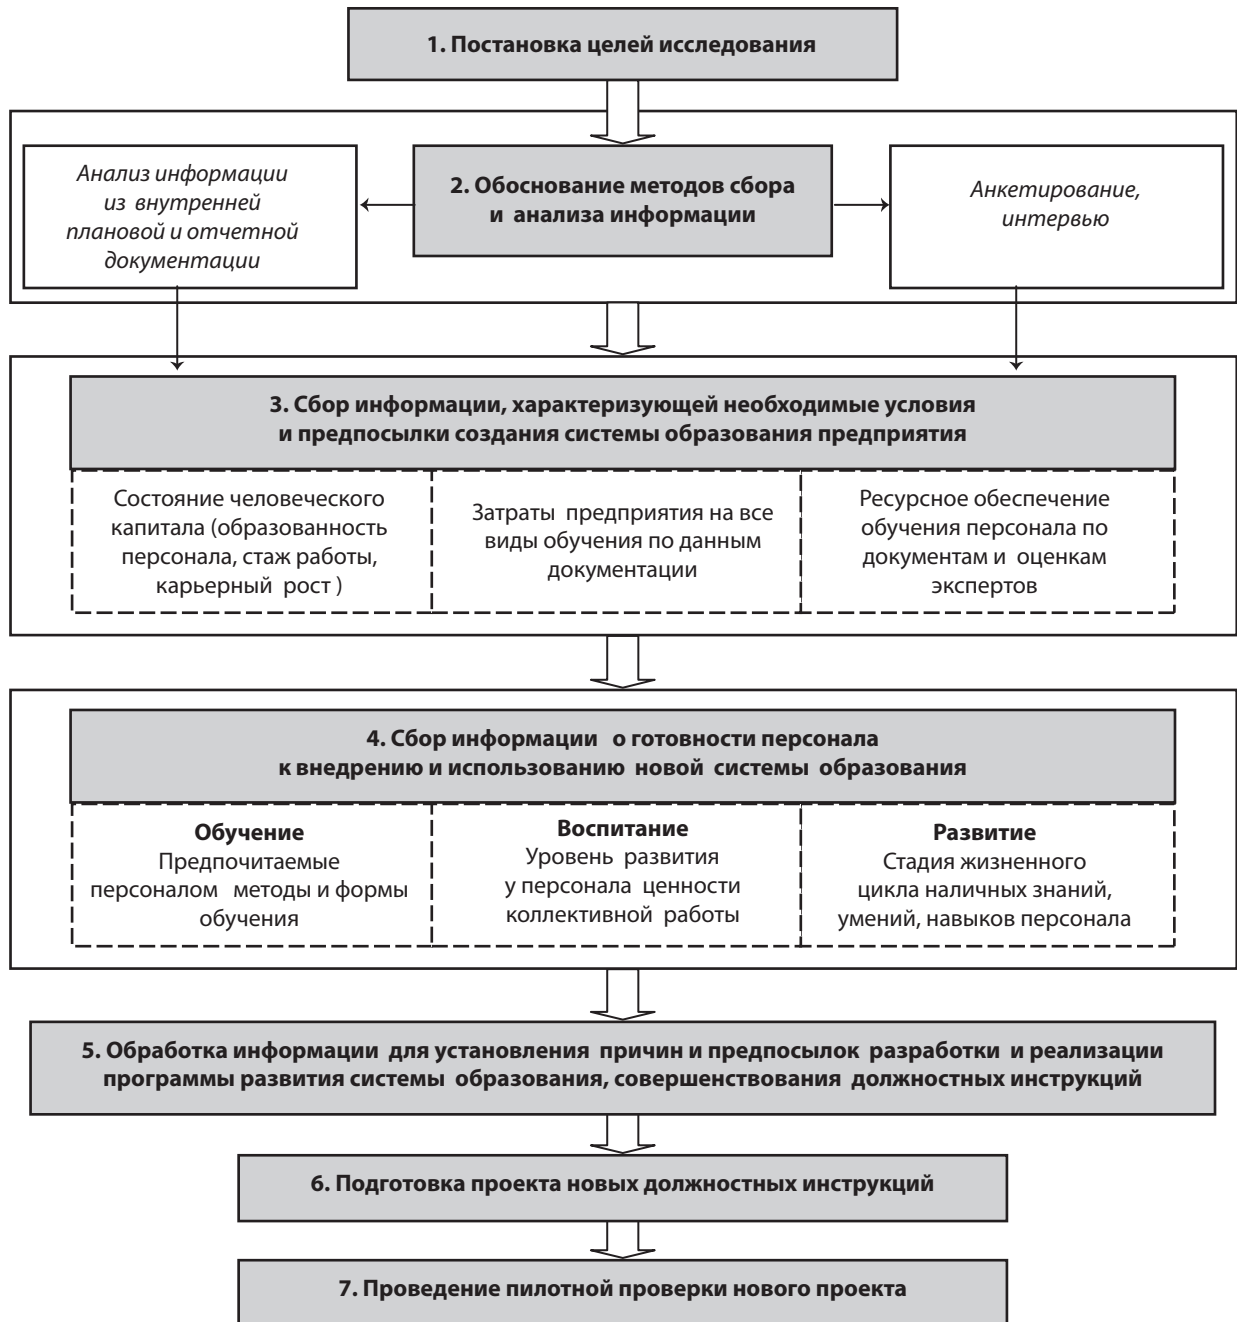 1. Постановка целей исследования
Анализ информации
из внутренней
плановой и отчетной
документации
2. Обоснование методов сбора
и анализа информации
Анкетирование,
интервью
3. Сбор информации, характеризующей необходимые условия
и предпосылки создания системы образования предприятия
Состояние человеческого
капитала (образованность
персонала, стаж работы,
карьерный рост )
Затраты предприятия на все
виды обучения по данным
документации
Ресурсное обеспечение
обучения персонала по
документам и оценкам
экспертов
4. Сбор информации о готовности персонала
к внедрению и использованию новой системы образования
Обучение
Предпочитаемые
персоналом методы и формы
обучения
Воспитание
Уровень развития
у персонала ценности
коллективной работы
Развитие
Стадия жизненного
цикла наличных знаний,
умений, навыков персонала
5. Обработка информации для установления причин и предпосылок разработки и реализации
программы развития системы образования, совершенствования должностных инструкций
6. Подготовка проекта новых должностных инструкций
7. Проведение пилотной проверки нового проекта